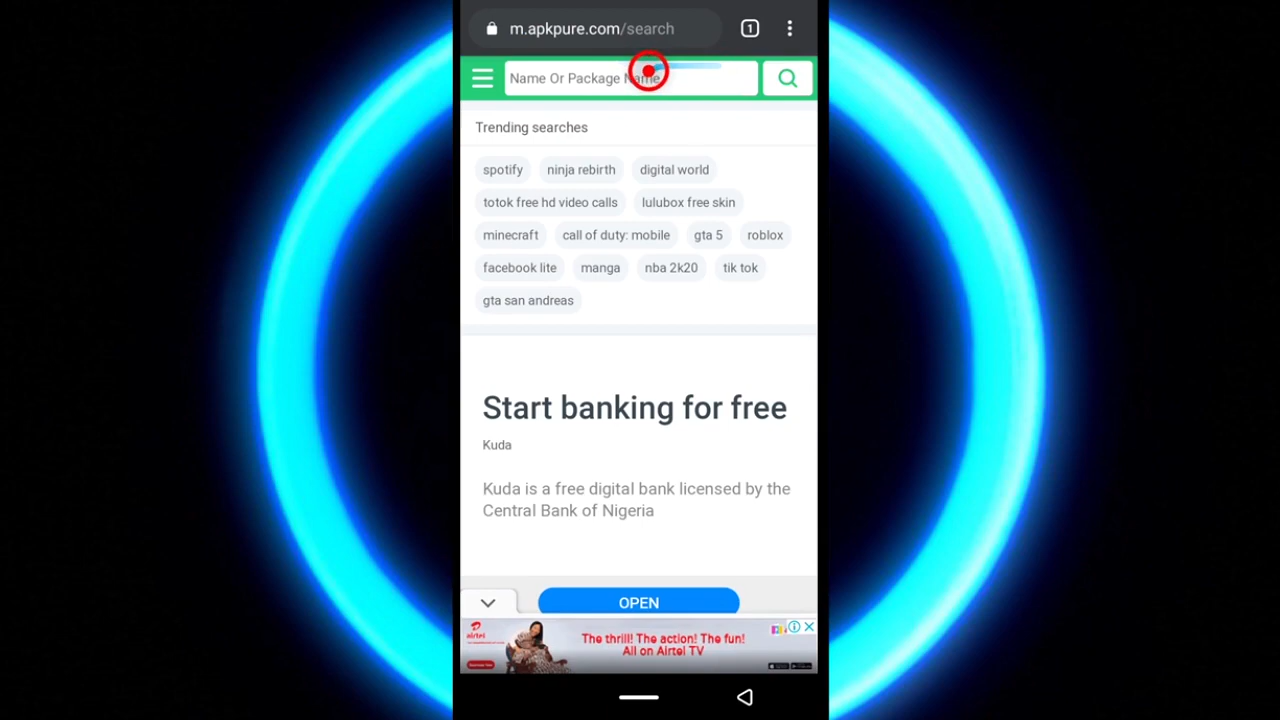 m.apkpure.com/search
1
Name Or Package Name
Trending searches
spotify
ninja rebirth
digital world
totok free hd video calls
lulubox free skin
minecraft
call of duty: mobile
gta 5
roblox
facebook lite
manga
nba 2k20
tik tok
gta san andreas
Start banking for free
Kuda
Kuda is a free digital bank licensed by the
Central Bank of Nigeria
OPEN
airtel
The thrill! The action! The fun!
All on Airtel TV